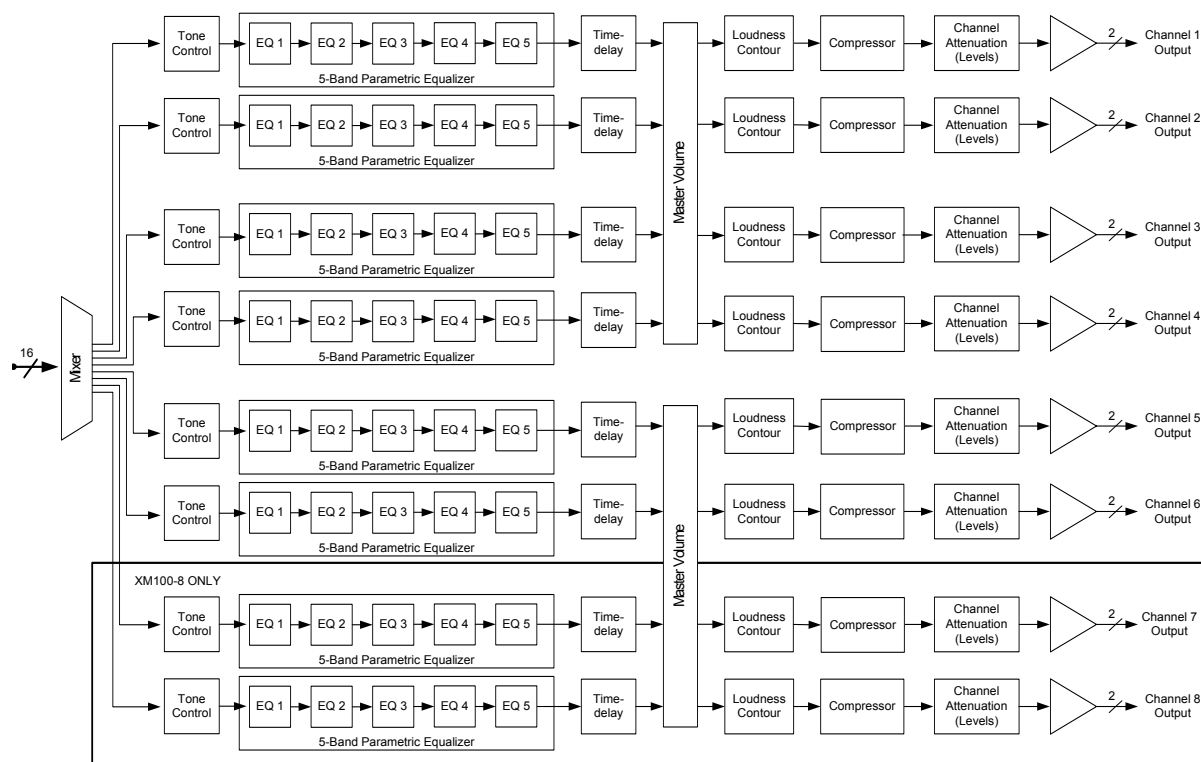 Tone Control
EQ 1 EQ 2 EQ 3 EQ 4 EQ 5
5-Band Parametric Equalizer
Time-delay
Loudness Contour
Compressor
Channel Attenuation (Levels)
2
Channel 1 Output
Tone Control
EQ 1 EQ 2 EQ 3 EQ 4 EQ 5
5-Band Parametric Equalizer
Time-delay
Master Volume
Loudness Contour
Compressor
Channel Attenuation (Levels)
2
Channel 2 Output
Tone Control
EQ 1 EQ 2 EQ 3 EQ 4 EQ 5
5-Band Parametric Equalizer
Time-delay
Loudness Contour
Compressor
Channel Attenuation (Levels)
2
Channel 3 Output
Tone Control
EQ 1 EQ 2 EQ 3 EQ 4 EQ 5
5-Band Parametric Equalizer
Time-delay
Loudness Contour
Compressor
Channel Attenuation (Levels)
2
Channel 4 Output
16
Mixer
Tone Control
EQ 1 EQ 2 EQ 3 EQ 4 EQ 5
5-Band Parametric Equalizer
Time-delay
Loudness Contour
Compressor
Channel Attenuation (Levels)
2
Channel 5 Output
Tone Control
EQ 1 EQ 2 EQ 3 EQ 4 EQ 5
5-Band Parametric Equalizer
Time-delay
Master Volume
Loudness Contour
Compressor
Channel Attenuation (Levels)
2
Channel 6 Output
XM100-8 ONLY
Tone Control
EQ 1 EQ 2 EQ 3 EQ 4 EQ 5
5-Band Parametric Equalizer
Time-delay
Loudness Contour
Compressor
Channel Attenuation (Levels)
2
Channel 7 Output
Tone Control
EQ 1 EQ 2 EQ 3 EQ 4 EQ 5
5-Band Parametric Equalizer
Time-delay
Loudness Contour
Compressor
Channel Attenuation (Levels)
2
Channel 8 Output